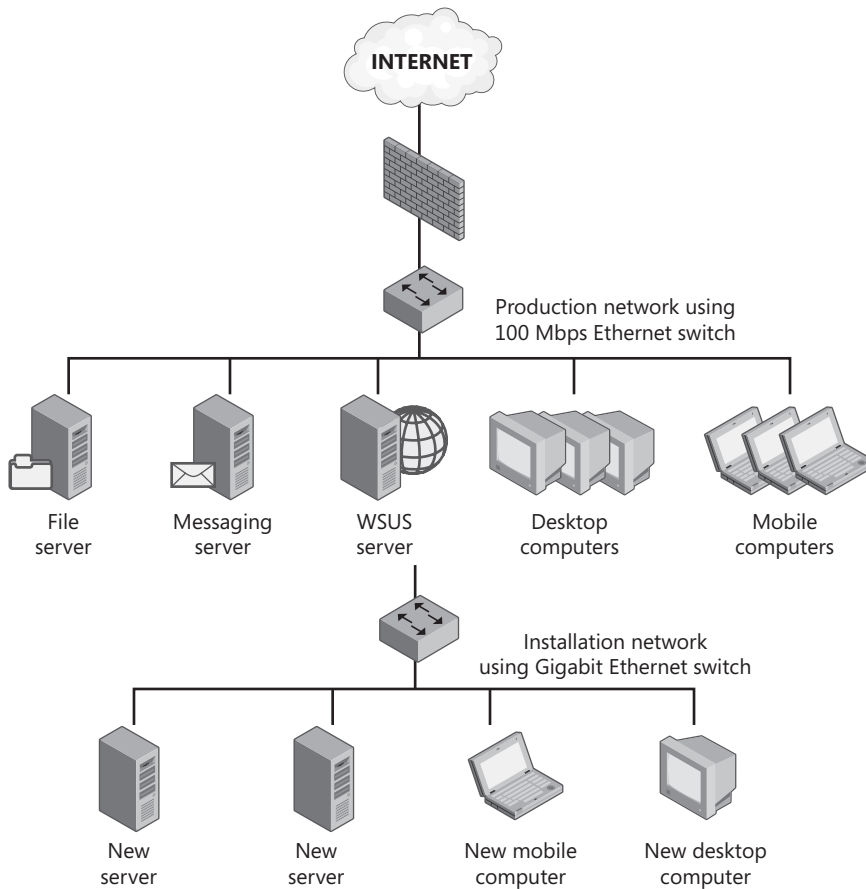 INTERNET
Production network using
100 Mbps Ethernet switch
File
server
Messaging
server
WSUS
server
Desktop
computers
Mobile
computers
Installation network
using Gigabit Ethernet switch
New
server
New
server
New mobile
computer
New desktop
computer